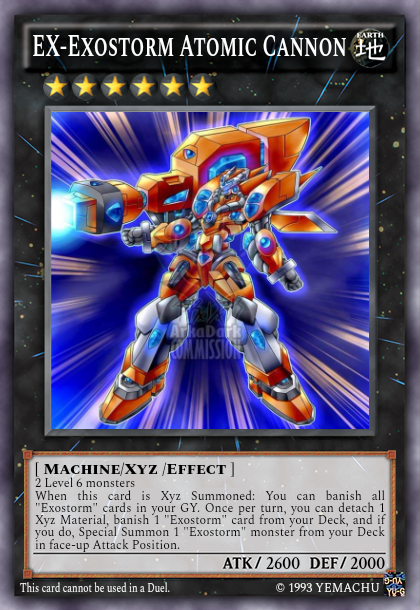 EX-Exostorm Atomic Cannon
EARTH
地
ArkaDark
COMMISSION
[ Machine/Xyz /Effect ]
2 Level 6 monsters
When this card is Xyz Summoned: You can banish all
"Exostorm" cards in your GY. Once per turn, you can detach 1
Xyz Material, banish 1 "Exostorm" card from your Deck, and if
you do, Special Summon 1 "Exostorm" monster from your Deck
in face-up Attack Position.
ATK/ 2600 DEF/ 2000
This card cannot be used in a Duel.
© 1993 YEMACHU